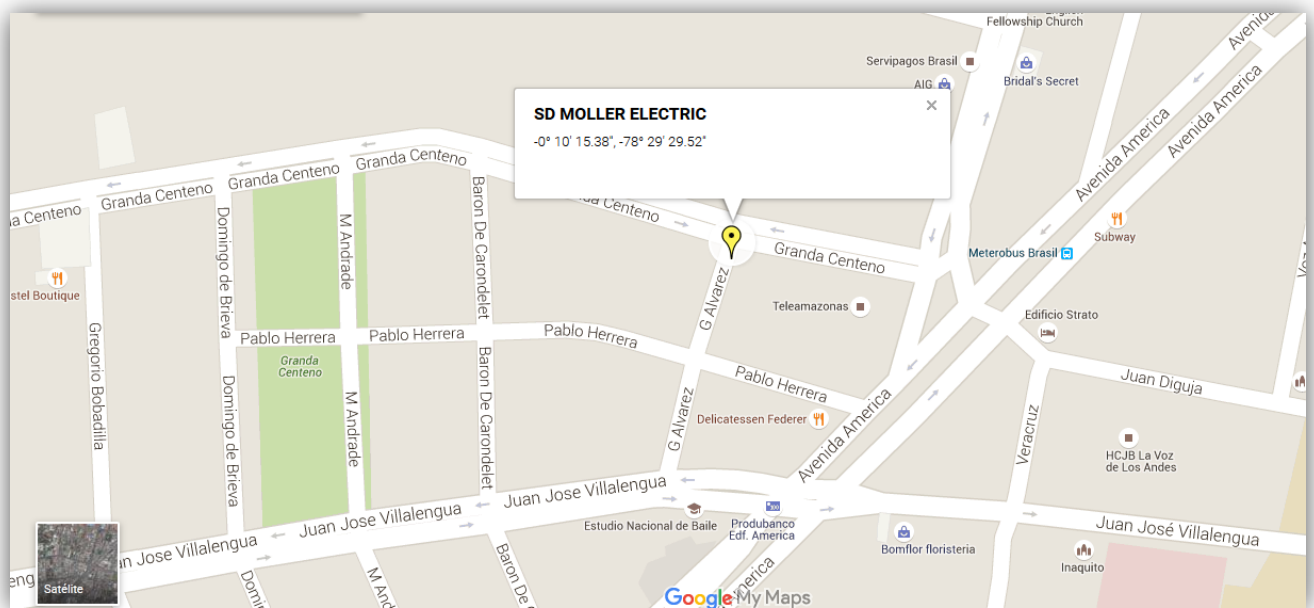 Fellowship Church
Servipagos Brasil
AIG
Bridal's Secret
Avenida America
Avenida America
SD MOLLER ELECTRIC
-0° 10' 15.38", -78° 29' 29.52"
Granda Centeno
Granda Centeno
Granda Centeno
Centeno
Centeno
Granda Centeno
Baron De Carondelet
M Andrade
Domingo de Brieva
Subway
Meterobus Brasil
Boutique
Teleamazonas
G Alvarez
Edificio Strato
Pablo Herrera
Pablo Herrera
Pablo Herrera
Granda
Centeno
Gregorio Bobadilla
Domingo de Brieva
M Andrade
Baron De Carondelet
Pablo Herrera
Juan Diguja
G Alvarez
Delicatessen Federer
Avenida America
Veracruz
HCJB La Voz
de Los Andes
Juan Jose Villalengua
Juan Jose Villalengua
Jose Villalengua
Estudio Nacional de Baile
Produbanco
Edf. America
Bomflor floristeria
Juan José Villalengua
Iñaquito
M Andrade
Baron De
Satélite
Google My Maps